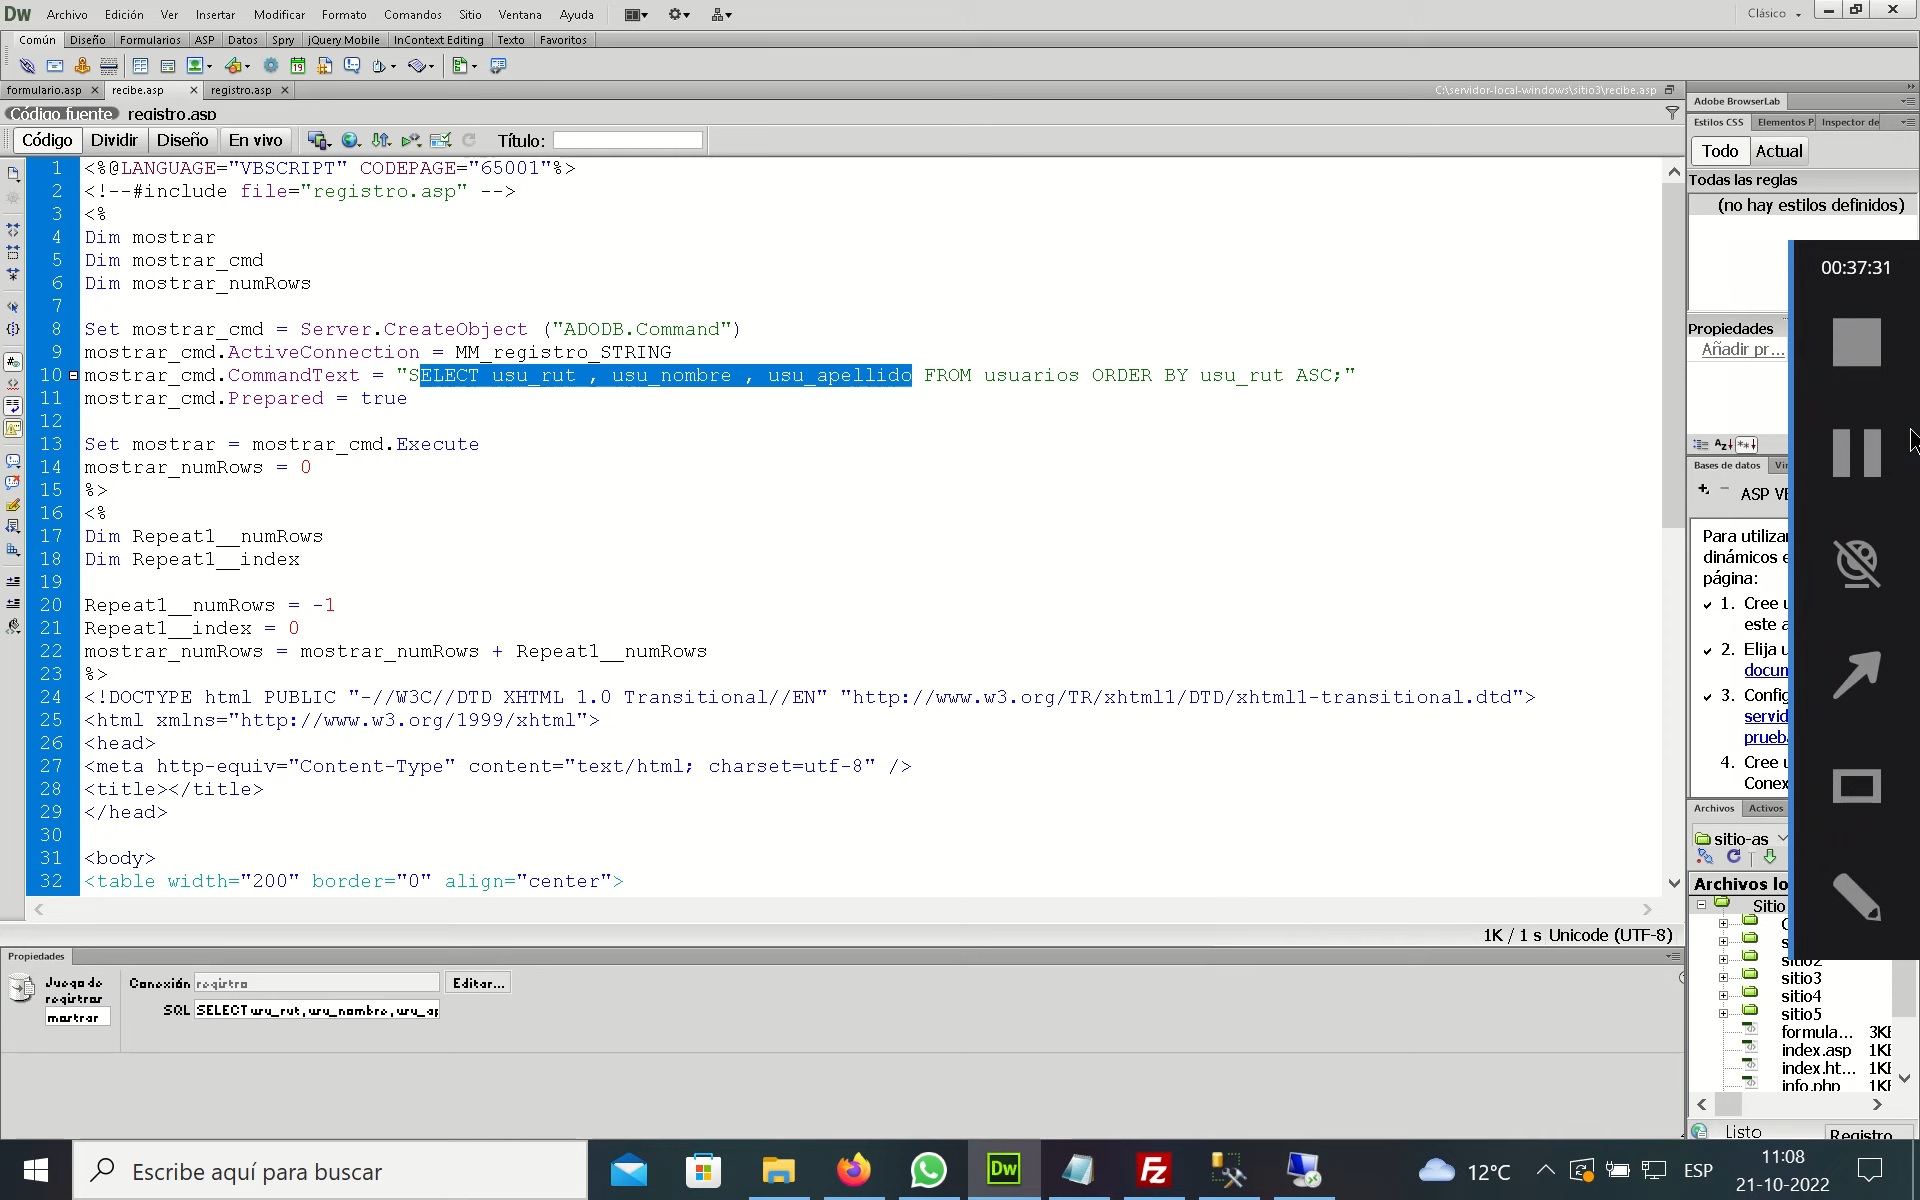 Dw Archivo Edición Ver Insertar Modificar Formato Comandos Sitio Ventana Ayuda Clásico
Común Diseño Formularios ASP Datos Spry jQuery Mobile InContext Editing Texto Favoritos
formulario.asp recibe.asp registro.asp C:\servidor-local-windows\sitio3\recibe.asp
Código fuente registro.asp
Código Dividir Diseño En vivo Título:
1 <%@LANGUAGE="VBSCRIPT" CODEPAGE="65001"%>
2 <!--#include file="registro.asp" -->
3 <%
4 Dim mostrar
5 Dim mostrar_cmd
6 Dim mostrar_numRows
7
8 Set mostrar_cmd = Server.CreateObject ("ADODB.Command")
9 mostrar_cmd.ActiveConnection = MM_registro_STRING
10 mostrar_cmd.CommandText = "SELECT usu_rut , usu_nombre , usu_apellido FROM usuarios ORDER BY usu_rut ASC;"
11 mostrar_cmd.Prepared = true
12
13 Set mostrar = mostrar_cmd.Execute
14 mostrar_numRows = 0
15 %>
16 <%
17 Dim Repeat1__numRows
18 Dim Repeat1__index
19
20 Repeat1__numRows = -1
21 Repeat1__index = 0
22 mostrar_numRows = mostrar_numRows + Repeat1__numRows
23 %>
24 <!DOCTYPE html PUBLIC "-//W3C//DTD XHTML 1.0 Transitional//EN" "http://www.w3.org/TR/xhtml1/DTD/xhtml1-transitional.dtd">
25 <html xmlns="http://www.w3.org/1999/xhtml">
26 <head>
27 <meta http-equiv="Content-Type" content="text/html; charset=utf-8" />
28 <title></title>
29 </head>
30
31 <body>
32 <table width="200" border="0" align="center">
1K / 1 s Unicode (UTF-8)
Propiedades
Juego de registros
mostrar
Conexión registro Editar...
SQL SELECT usu_rut , usu_nombre , usu_ap
Adobe BrowserLab
Estilos CSS Elementos P Inspector de
Todo Actual
Todas las reglas
(no hay estilos definidos)
Propiedades
Añadir pr...
Bases de datos
ASP VB
Para utilizar
dinámicos e
página:
1. Cree u
este a
2. Elija u
docum
3. Config
servid
prueb
4. Cree u
Conex
Archivos Activos
sitio-as
Archivos lo
Sitio
sitio2
sitio3
sitio4
sitio5
formula... 3KB
index.asp 1KB
index.ht... 1KB
info.php 1KB
Listo Registro
00:37:31
Escribe aquí para buscar
Dw
Fz
12°C
ESP
11:08
21-10-2022